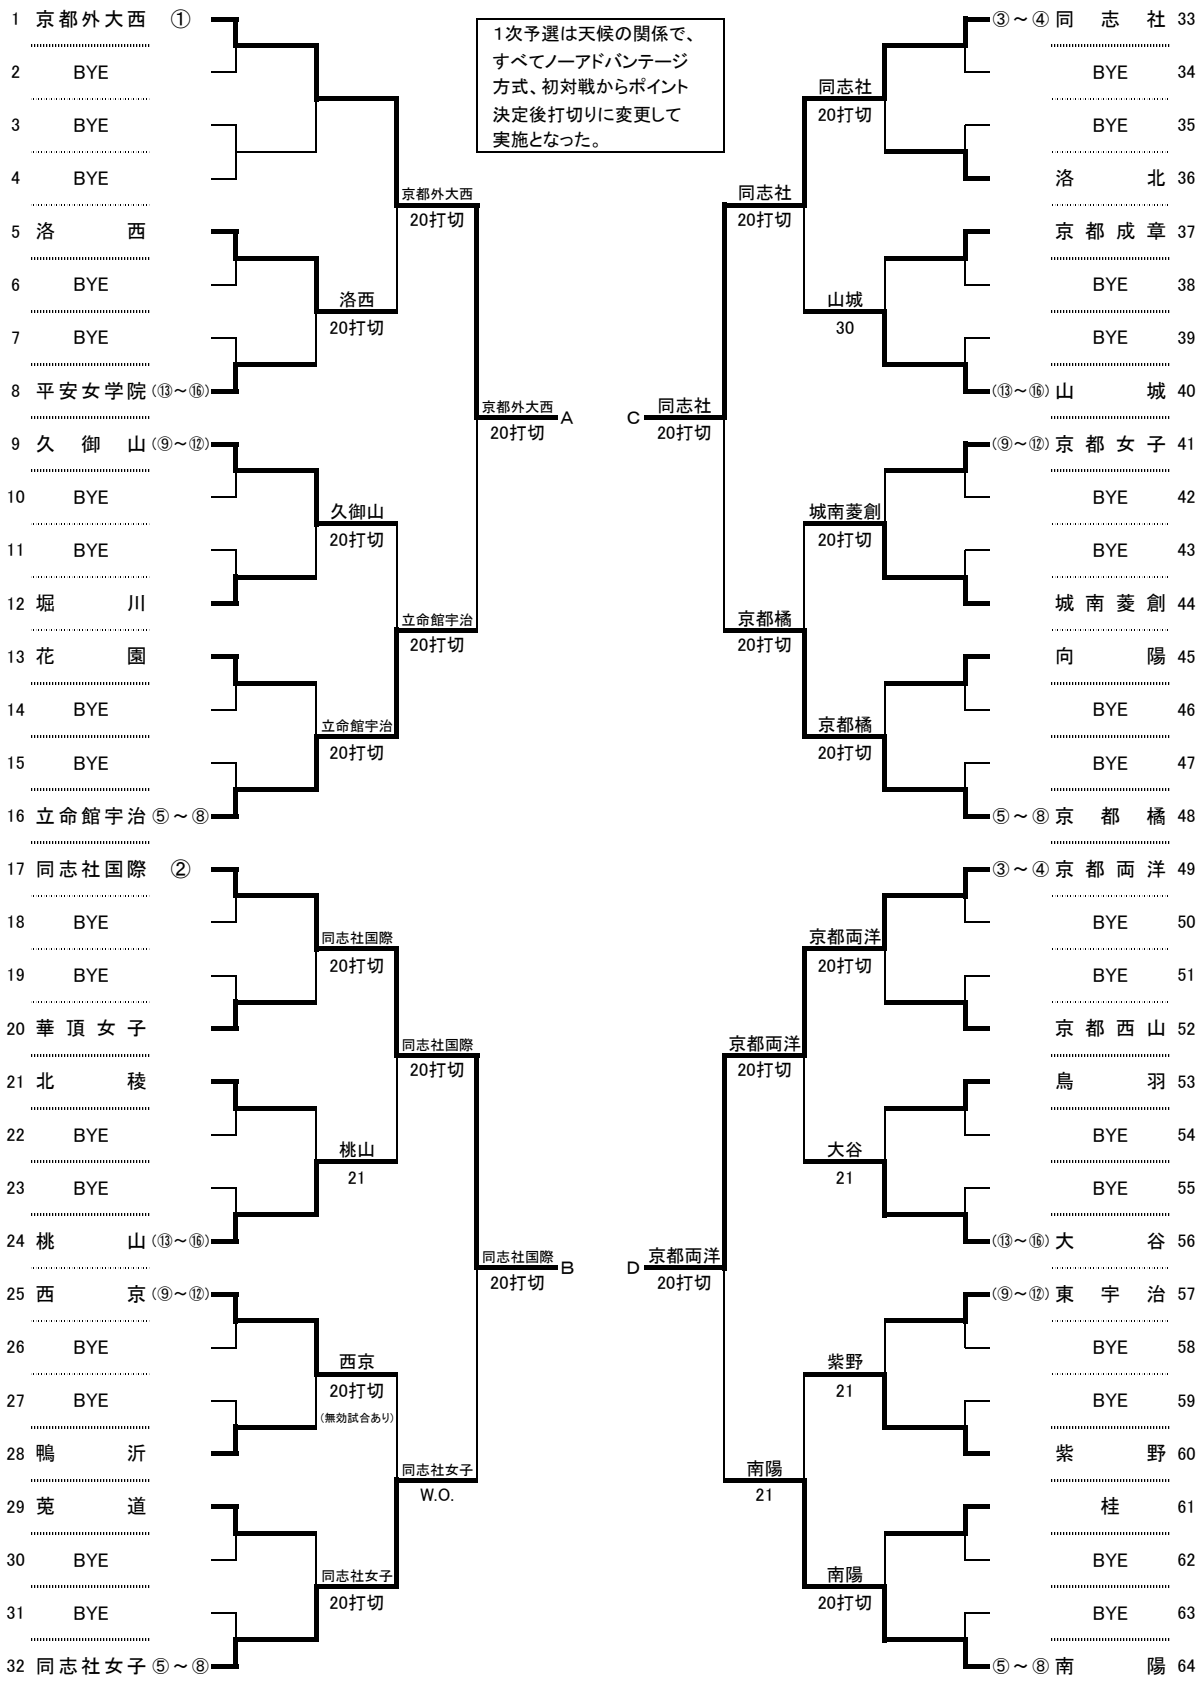 1 京都外大西 ①
2 BYE
3 BYE
4 BYE
5 洛西
6 BYE
7 BYE
8 平安女学院 (⑬～⑯)
9 久御山 (⑨～⑫)
10 BYE
11 BYE
12 堀川
13 花園
14 BYE
15 BYE
16 立命館宇治 ⑤～⑧
17 同志社国際 ②
18 BYE
19 BYE
20 華頂女子
21 北稜
22 BYE
23 BYE
24 桃山 (⑬～⑯)
25 西京 (⑨～⑫)
26 BYE
27 BYE
28 鴨沂
29 莵道
30 BYE
31 BYE
32 同志社女子 ⑤～⑧
洛西
20打切
久御山
20打切
立命館宇治
20打切
同志社国際
20打切
桃山
21
西京
20打切
(無効試合あり)
同志社女子
20打切
京都外大西
20打切
立命館宇治
20打切
同志社国際
20打切
同志社女子
W.O.
京都外大西
20打切
A
同志社国際
20打切
B
1次予選は天候の関係で、
すべてノーアドバンテージ
方式、初対戦からポイント
決定後打切りに変更して
実施となった。
C
同志社
20打切
D
京都両洋
20打切
同志社
20打切
京都橘
20打切
京都両洋
20打切
南陽
21
同志社
20打切
山城
30
城南菱創
20打切
京都橘
20打切
京都両洋
20打切
大谷
21
紫野
21
南陽
20打切
③～④ 同志社 33
BYE 34
BYE 35
洛北 36
京都成章 37
BYE 38
BYE 39
(⑬～⑯) 山城 40
(⑨～⑫) 京都女子 41
BYE 42
BYE 43
城南菱創 44
向陽 45
BYE 46
BYE 47
⑤～⑧ 京都橘 48
③～④ 京都両洋 49
BYE 50
BYE 51
京都西山 52
鳥羽 53
BYE 54
BYE 55
(⑬～⑯) 大谷 56
(⑨～⑫) 東宇治 57
BYE 58
BYE 59
紫野 60
桂 61
BYE 62
BYE 63
⑤～⑧ 南陽 64